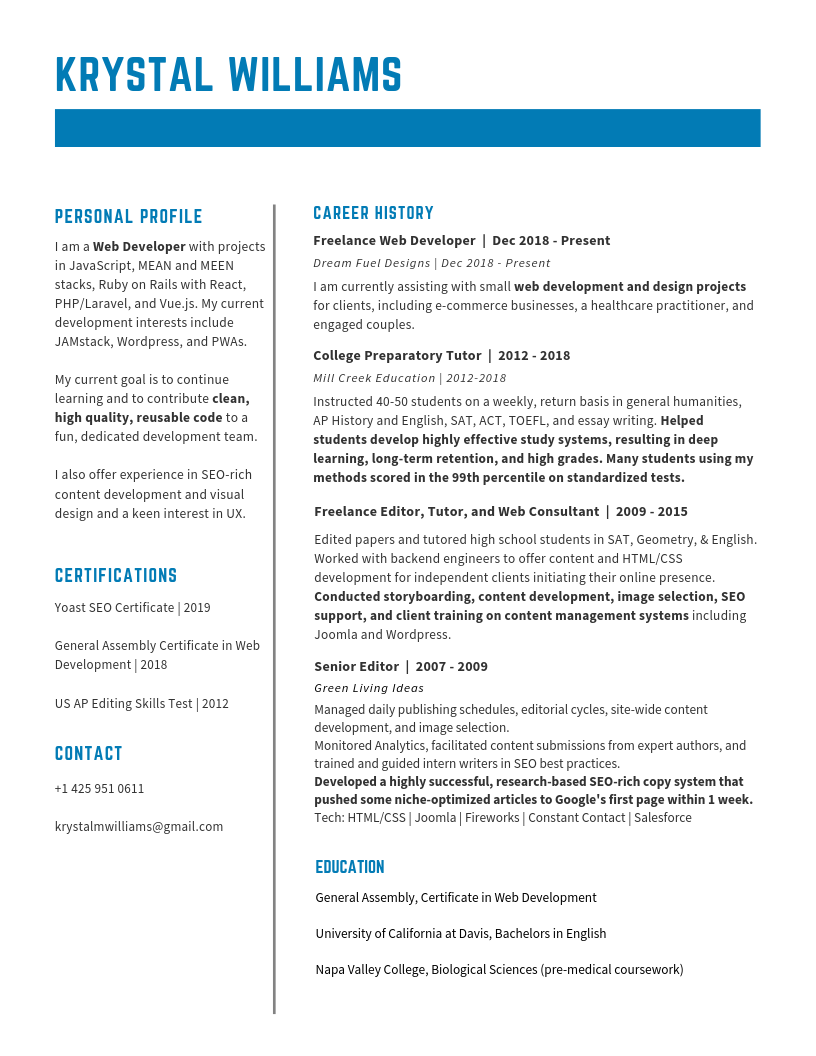 KRYSTAL WILLIAMS
PERSONAL PROFILE
I am a Web Developer with projects
in JavaScript, MEAN and MEEN
stacks, Ruby on Rails with React,
PHP/Laravel, and Vue.js. My current
development interests include
JAMstack, Wordpress, and PWAs.
My current goal is to continue
learning and to contribute clean,
high quality, reusable code to a
fun, dedicated development team.
I also offer experience in SEO-rich
content development and visual
design and a keen interest in UX.
CERTIFICATIONS
Yoast SEO Certificate | 2019
General Assembly Certificate in Web
Development | 2018
US AP Editing Skills Test | 2012
CONTACT
+1 425 951 0611
krystalmwilliams@gmail.com
CAREER HISTORY
Freelance Web Developer | Dec 2018 - Present
Dream Fuel Designs | Dec 2018 - Present
I am currently assisting with small web development and design projects
for clients, including e-commerce businesses, a healthcare practitioner, and
engaged couples.
College Preparatory Tutor | 2012 - 2018
Mill Creek Education | 2012-2018
Instructed 40-50 students on a weekly, return basis in general humanities,
AP History and English, SAT, ACT, TOEFL, and essay writing. Helped
students develop highly effective study systems, resulting in deep
learning, long-term retention, and high grades. Many students using my
methods scored in the 99th percentile on standardized tests.
Freelance Editor, Tutor, and Web Consultant | 2009 - 2015
Edited papers and tutored high school students in SAT, Geometry, & English.
Worked with backend engineers to offer content and HTML/CSS
development for independent clients initiating their online presence.
Conducted storyboarding, content development, image selection, SEO
support, and client training on content management systems including
Joomla and Wordpress.
Senior Editor | 2007 - 2009
Green Living Ideas
Managed daily publishing schedules, editorial cycles, site-wide content
development, and image selection.
Monitored Analytics, facilitated content submissions from expert authors, and
trained and guided intern writers in SEO best practices.
Developed a highly successful, research-based SEO-rich copy system that
pushed some niche-optimized articles to Google's first page within 1 week.
Tech: HTML/CSS | Joomla | Fireworks | Constant Contact | Salesforce
EDUCATION
General Assembly, Certificate in Web Development
University of California at Davis, Bachelors in English
Napa Valley College, Biological Sciences (pre-medical coursework)